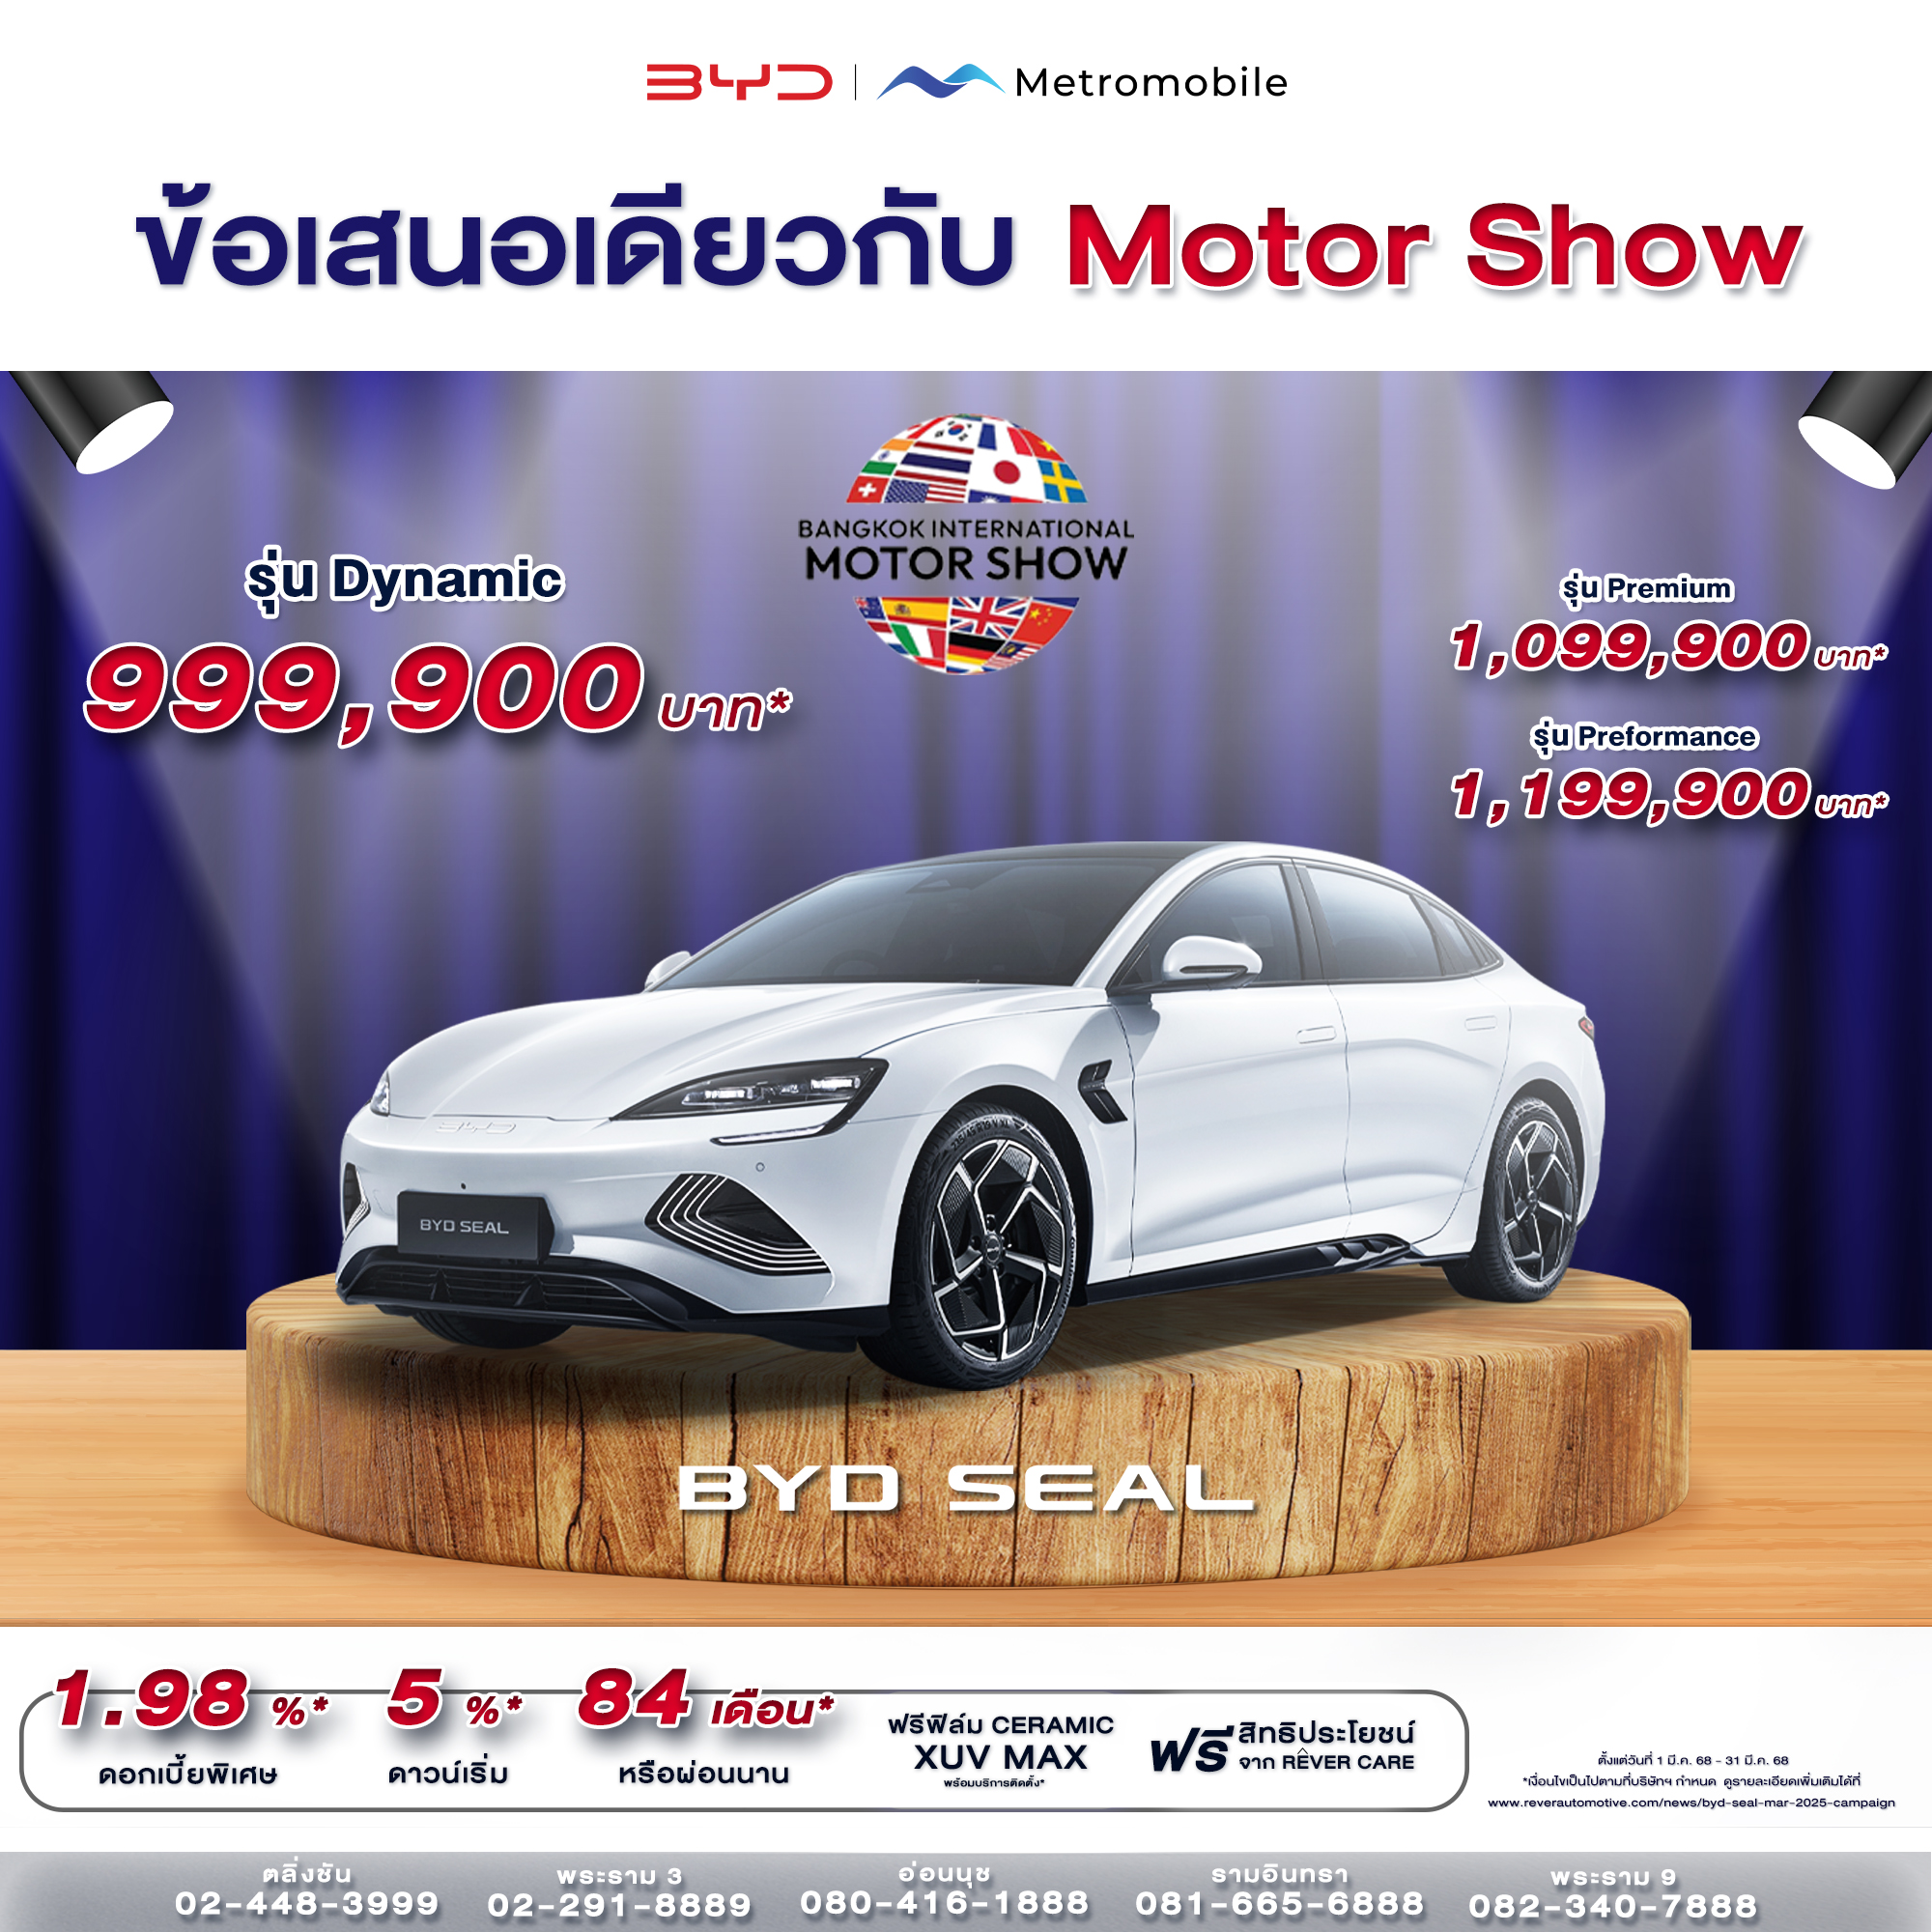 BYD | Metromobile
ข้อเสนอเดียวกับ Motor Show
BANGKOK INTERNATIONAL
MOTOR SHOW
รุ่น Dynamic
999,900 บาท*
รุ่น Premium
1,099,900 บาท*
รุ่น Preformance
1,199,900 บาท*
BYD
BYD SEAL
BYD SEAL
1.98 %*
ดอกเบี้ยพิเศษ
5 %*
ดาวน์เริ่ม
84 เดือน*
หรือผ่อนนาน
ฟรีฟิล์ม CERAMIC
XUV MAX
พร้อมบริการติดตั้ง*
ฟรี สิทธิประโยชน์
จาก RÊVER CARE
ตั้งแต่วันที่ 1 มี.ค. 68 - 31 มี.ค. 68
*เงื่อนไขเป็นไปตามที่บริษัทฯ กำหนด ดูรายละเอียดเพิ่มเติมได้ที่
www.reverautomotive.com/news/byd-seal-mar-2025-campaign
ตลิ่งชัน
02-448-3999
พระราม 3
02-291-8889
อ่อนนุช
080-416-1888
รามอินทรา
081-665-6888
พระราม 9
082-340-7888